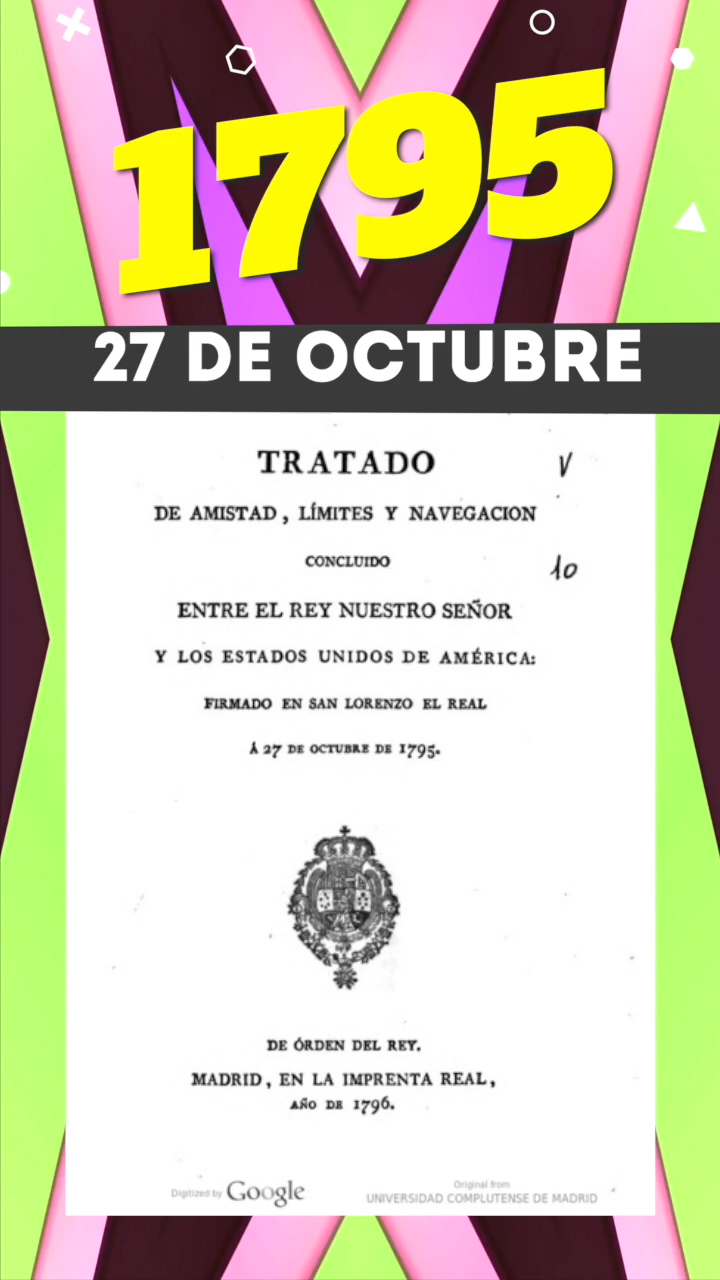 1795
27 DE OCTUBRE
TRATADO
V
DE AMISTAD, LÍMITES Y NAVEGACION
CONCLUIDO
10
ENTRE EL REY NUESTRO SEÑOR
Y LOS ESTADOS UNIDOS DE AMÉRICA:
FIRMADO EN SAN LORENZO EL REAL
Á 27 DE OCTUBRE DE 1795.
DE ÓRDEN DEL REY.
MADRID, EN LA IMPRENTA REAL,
AÑO DE 1796.
Digitized by Google
Original from
UNIVERSIDAD COMPLUTENSE DE MADRID